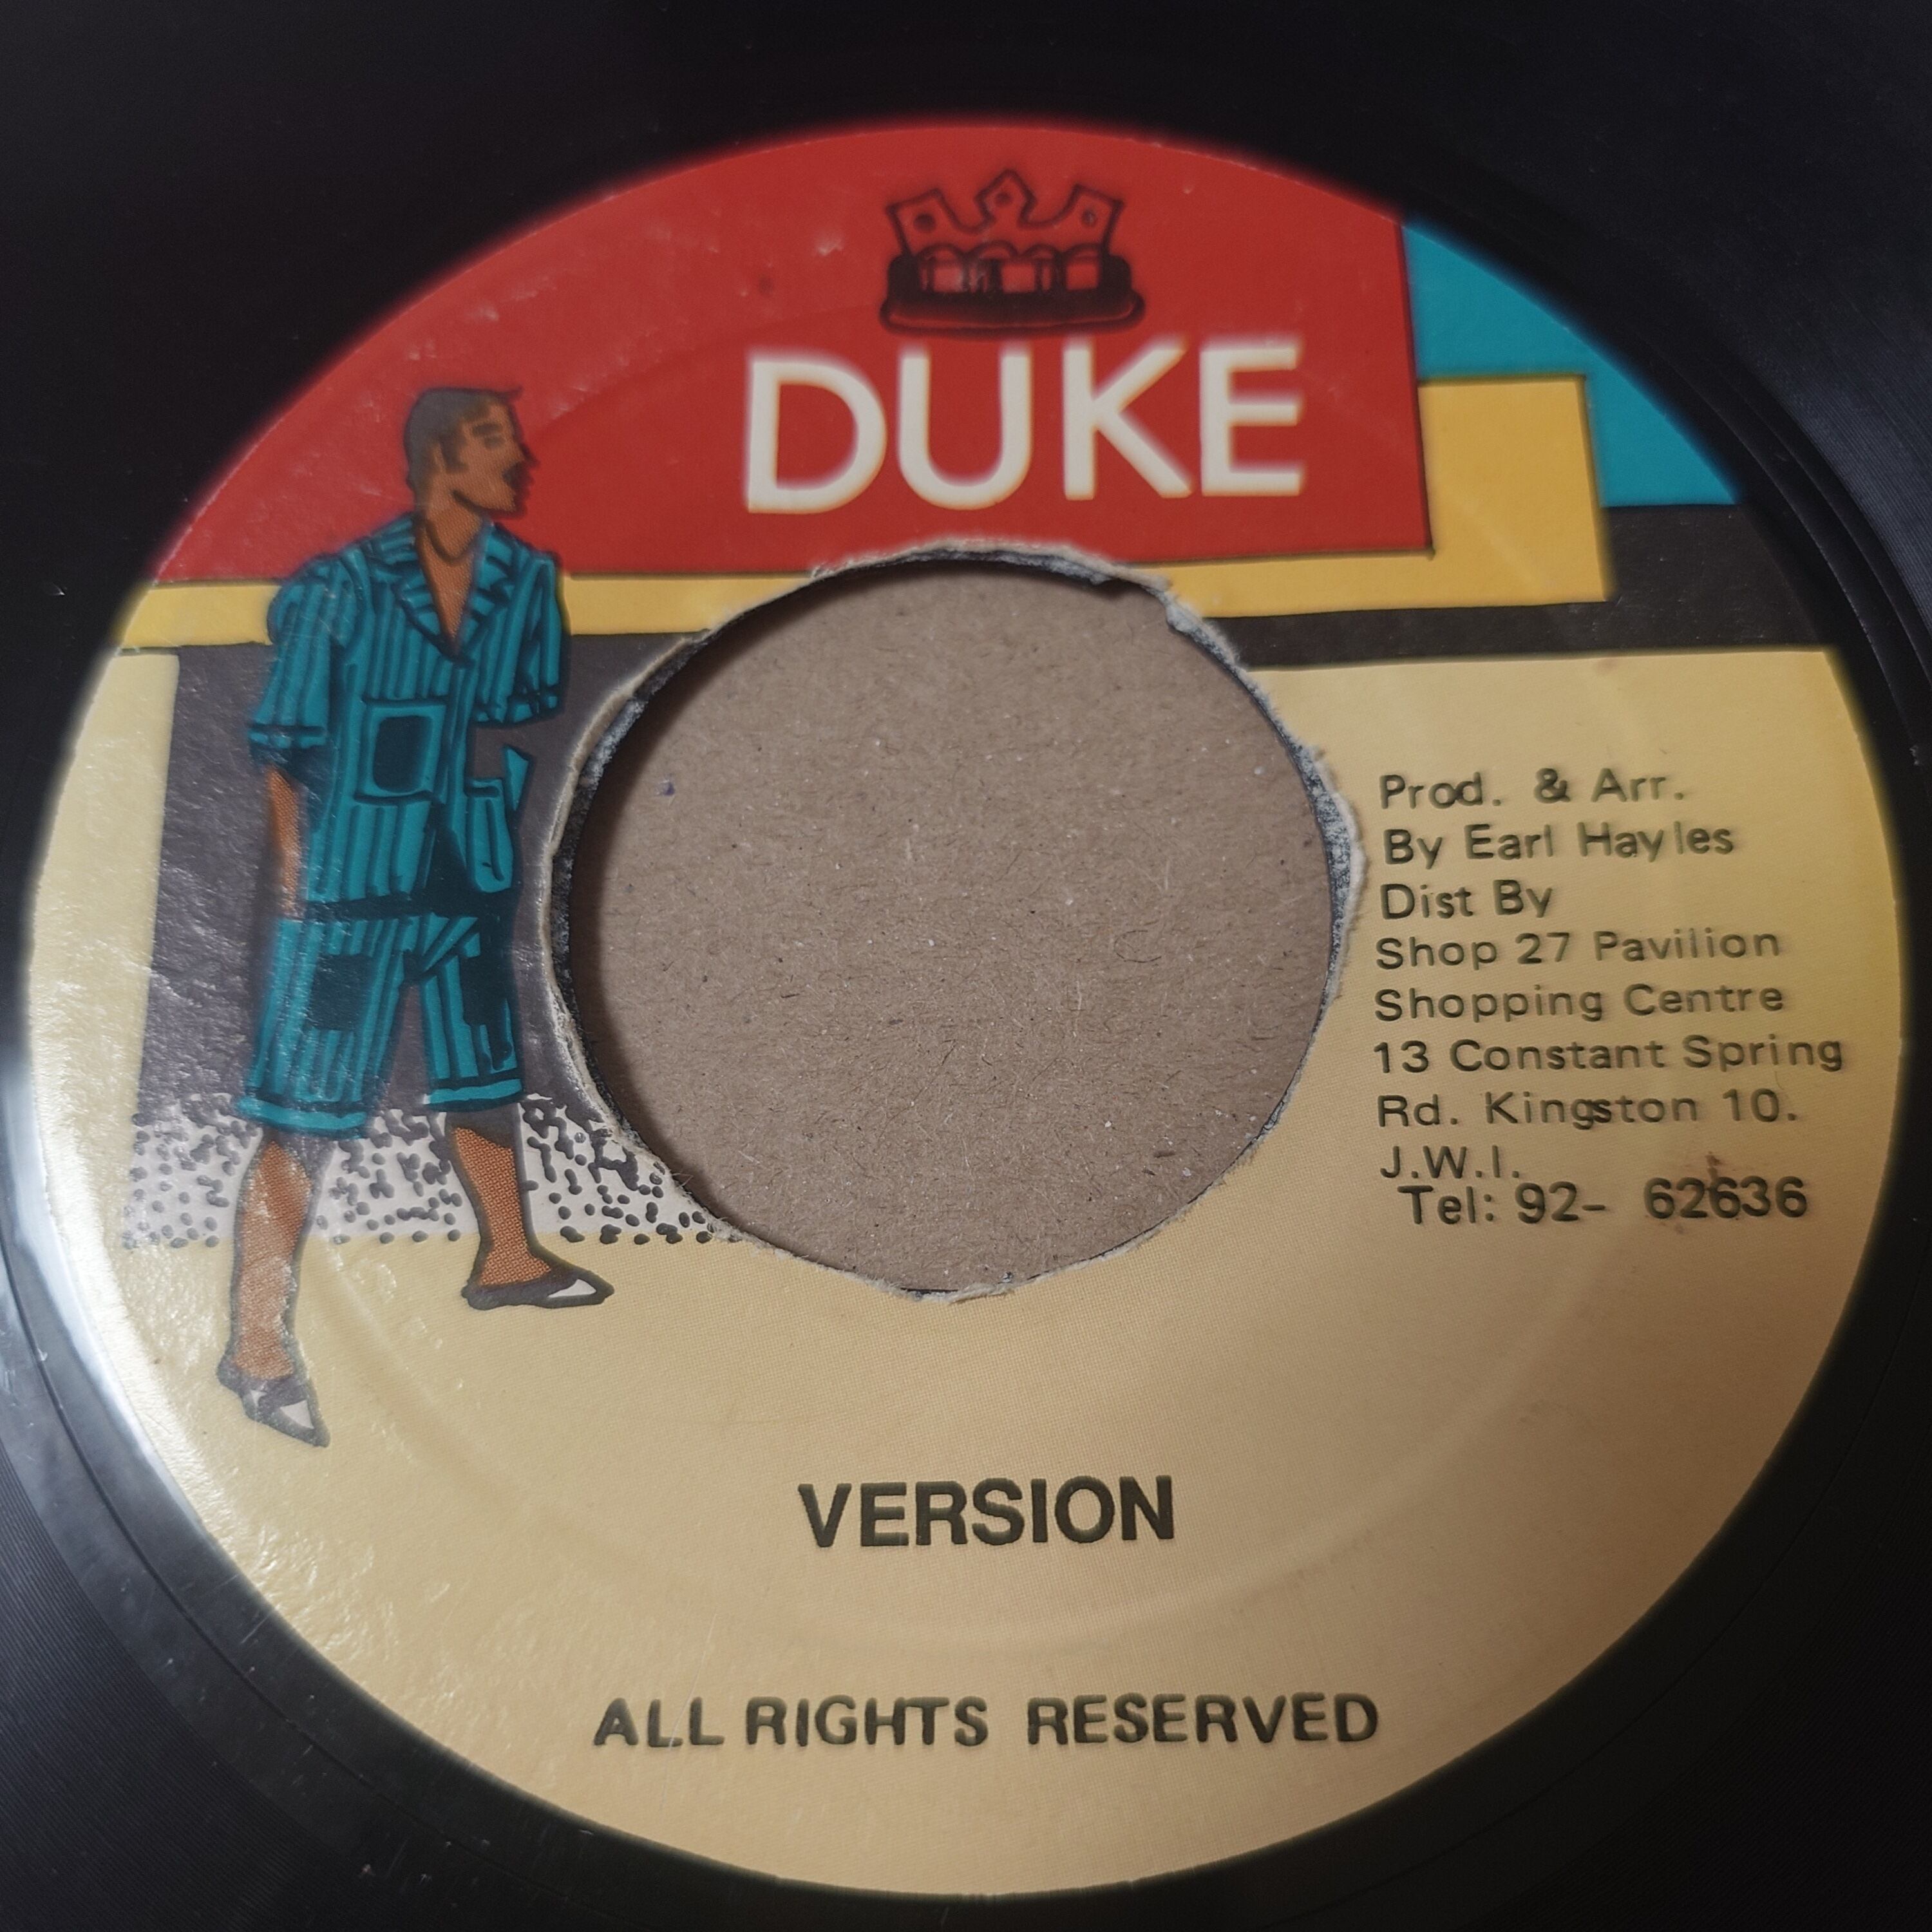 DUKE
Prod. & Arr.
By Earl Hayles
Dist By
Shop 27 Pavilion
Shopping Centre
13 Constant Spring
Rd. Kingston 10.
J.W.I.
Tel: 92- 62636
VERSION
ALL RIGHTS RESERVED